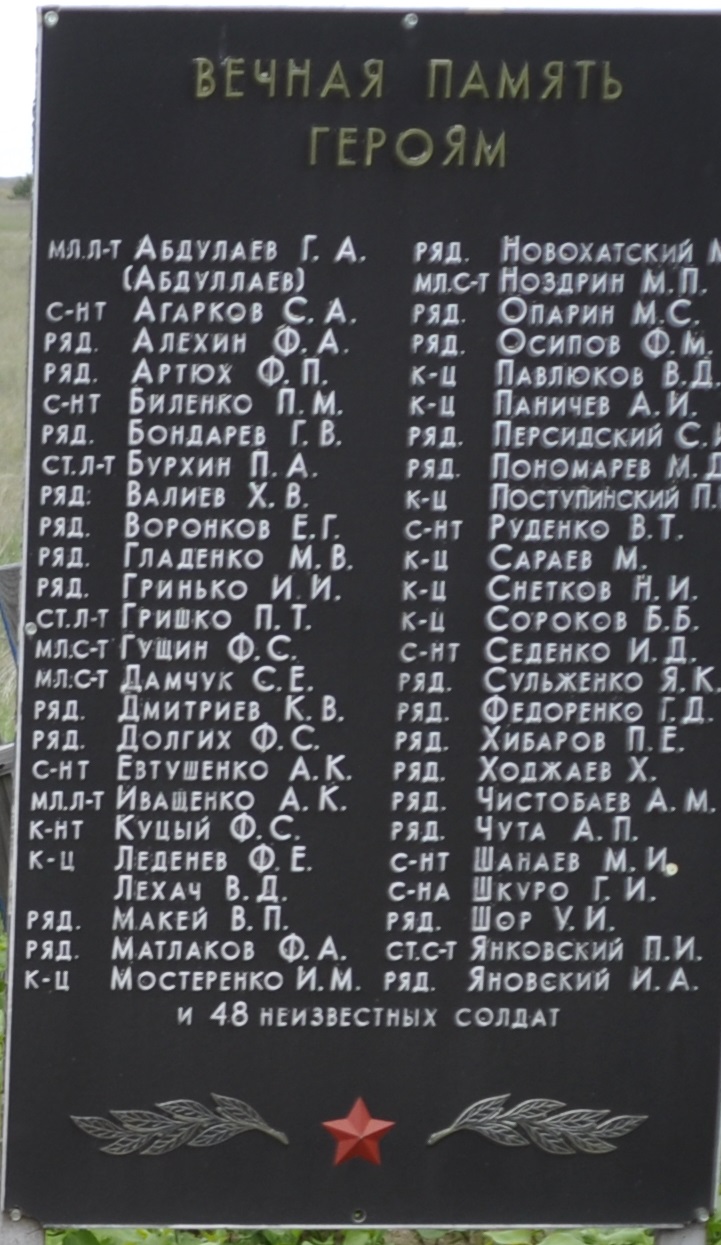 ВЕЧНАЯ ПАМЯТЬ
ГЕРОЯМ
МЛ.Л-Т АБДУЛАЕВ Г. А.
(АБДУЛЛАЕВ)
С-НТ АГАРКОВ С. А.
РЯД. АЛЕХИН Ф. А.
РЯД. АРТЮХ Ф. П.
С-НТ БИЛЕНКО П. М.
РЯД. БОНДАРЕВ Г. В.
СТ.Л-Т БУРХИН П. А.
РЯД. ВАЛИЕВ Х. В.
РЯД. ВОРОНКОВ Е.Г.
РЯД. ГЛАДЕНКО М. В.
РЯД. ГРИНЬКО И. И.
СТ.Л-Т ГРИШКО П. Т.
МЛ.С-Т ГУЩИН Ф. С.
МЛ.С-Т ДАМЧУК С. Е.
РЯД. ДМИТРИЕВ К. В.
РЯД. ДОЛГИХ Ф. С.
С-НТ ЕВТУШЕНКО А. К.
МЛ.Л-Т ИВАЩЕНКО А. К.
К-НТ КУЦЫЙ Ф. С.
К-Ц ЛЕДЕНЕВ Ф. Е.
ЛЕХАЧ В. Д.
РЯД. МАКЕЙ В. П.
РЯД. МАТЛАКОВ Ф. А.
К-Ц МОСТЕРЕНКО И. М.
РЯД. НОВОХАТСКИЙ
МЛ.С-Т НОЗДРИН М. П.
РЯД. ОПАРИН М. С.
РЯД. ОСИПОВ Ф. М.
К-Ц ПАВЛЮКОВ В. Д.
К-Ц ПАНИЧЕВ А. И.
РЯД. ПЕРСИДСКИЙ С.
РЯД. ПОНОМАРЕВ М.
К-Ц ПОСТУПИНСКИЙ П.
С-НТ РУДЕНКО В. Т.
К-Ц САРАЕВ М.
К-Ц СНЕТКОВ Н. И.
К-Ц СОРОКОВ Б. Б.
С-НТ СЕДЕНКО И. Д.
РЯД. СУЛЬЖЕНКО Я. К.
РЯД. ФЕДОРЕНКО Г. Д.
РЯД. ХИБАРОВ П. Е.
РЯД. ХОДЖАЕВ Х.
РЯД. ЧИСТОБАЕВ А. М.
РЯД. ЧУТА А. П.
С-НТ ШАНАЕВ М. И.
С-НА ШКУРО Г. И.
РЯД. ШОР У. И.
СТ.С-Т ЯНКОВСКИЙ П. И.
РЯД. ЯНОВСКИЙ И. А.
И 48 НЕИЗВЕСТНЫХ СОЛДАТ